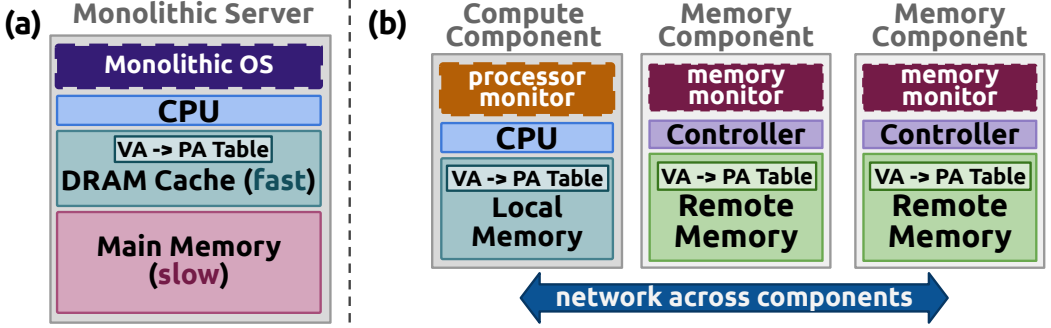 (a)
Monolithic Server
Monolithic OS
CPU
VA -> PA Table
DRAM Cache (fast)
Main Memory
(slow)
(b)
Compute
Component
processor
monitor
CPU
VA -> PA Table
Local
Memory
Memory
Component
memory
monitor
Controller
VA -> PA Table
Remote
Memory
Memory
Component
memory
monitor
Controller
VA -> PA Table
Remote
Memory
network across components